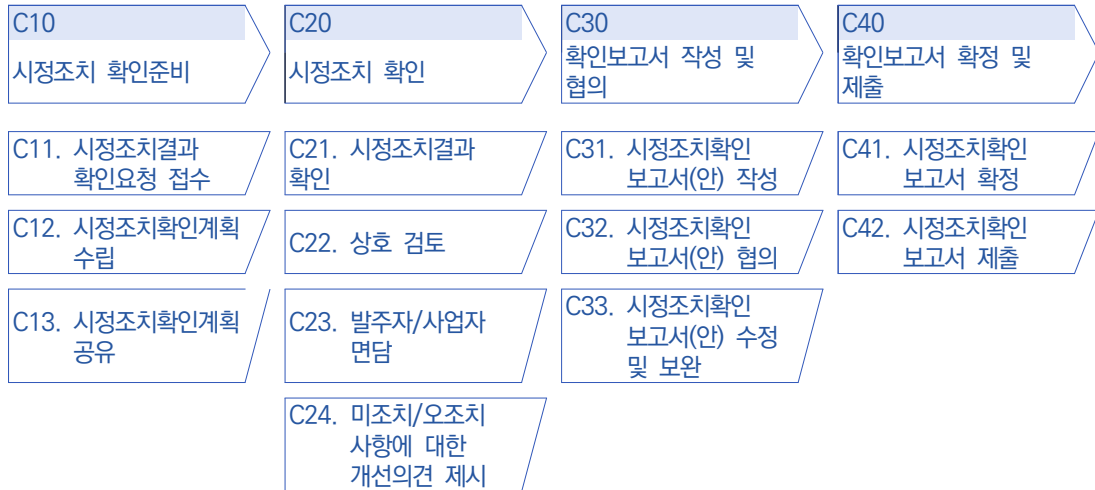 C10
시정조치 확인준비
C20
시정조치 확인
C30
확인보고서 작성 및
협의
C40
확인보고서 확정 및
제출
C11. 시정조치결과
확인요청 접수
C21. 시정조치결과
확인
C31. 시정조치확인
보고서(안) 작성
C41. 시정조치확인
보고서 확정
C12. 시정조치확인계획
수립
C22. 상호 검토
C32. 시정조치확인
보고서(안) 협의
C42. 시정조치확인
보고서 제출
C13. 시정조치확인계획
공유
C23. 발주자/사업자
면담
C33. 시정조치확인
보고서(안) 수정
및 보완
C24. 미조치/오조치
사항에 대한
개선의견 제시